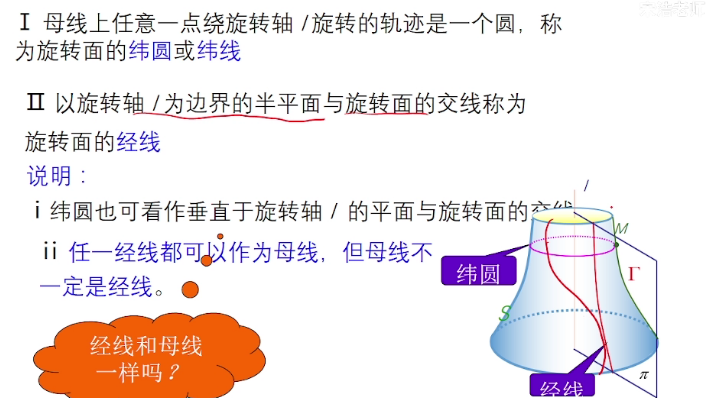 Ⅰ 母线上任意一点绕旋转轴 l 旋转的轨迹是一个圆，称
为旋转面的纬圆或纬线
Ⅱ 以旋转轴 l 为边界的半平面与旋转面的交线称为
旋转面的经线
说明：
ⅰ 纬圆也可看作垂直于旋转轴 l 的平面与旋转面的交线
ⅱ 任一经线都可以作为母线，但母线不
一定是经线。
经线和母线
一样吗？
l
M
纬圆
Γ
S
π
经线